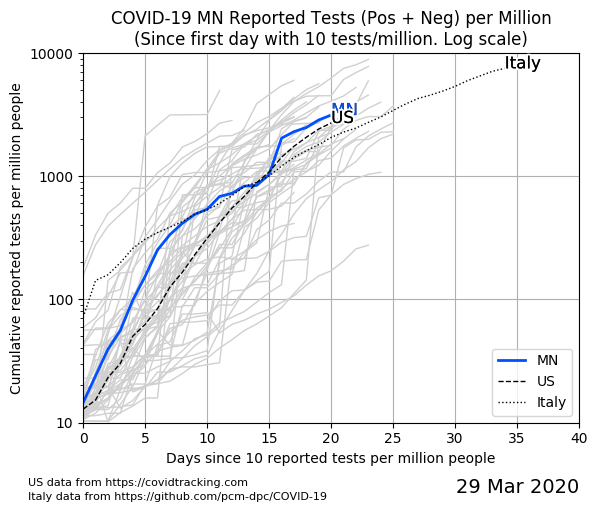 COVID-19 MN Reported Tests (Pos + Neg) per Million
(Since first day with 10 tests/million. Log scale)
Cumulative reported tests per million people
10000
1000
100
10
Italy
MN
US
MN
US
Italy
0 5 10 15 20 25 30 35 40
Days since 10 reported tests per million people
US data from https://covidtracking.com
Italy data from https://github.com/pcm-dpc/COVID-19
29 Mar 2020